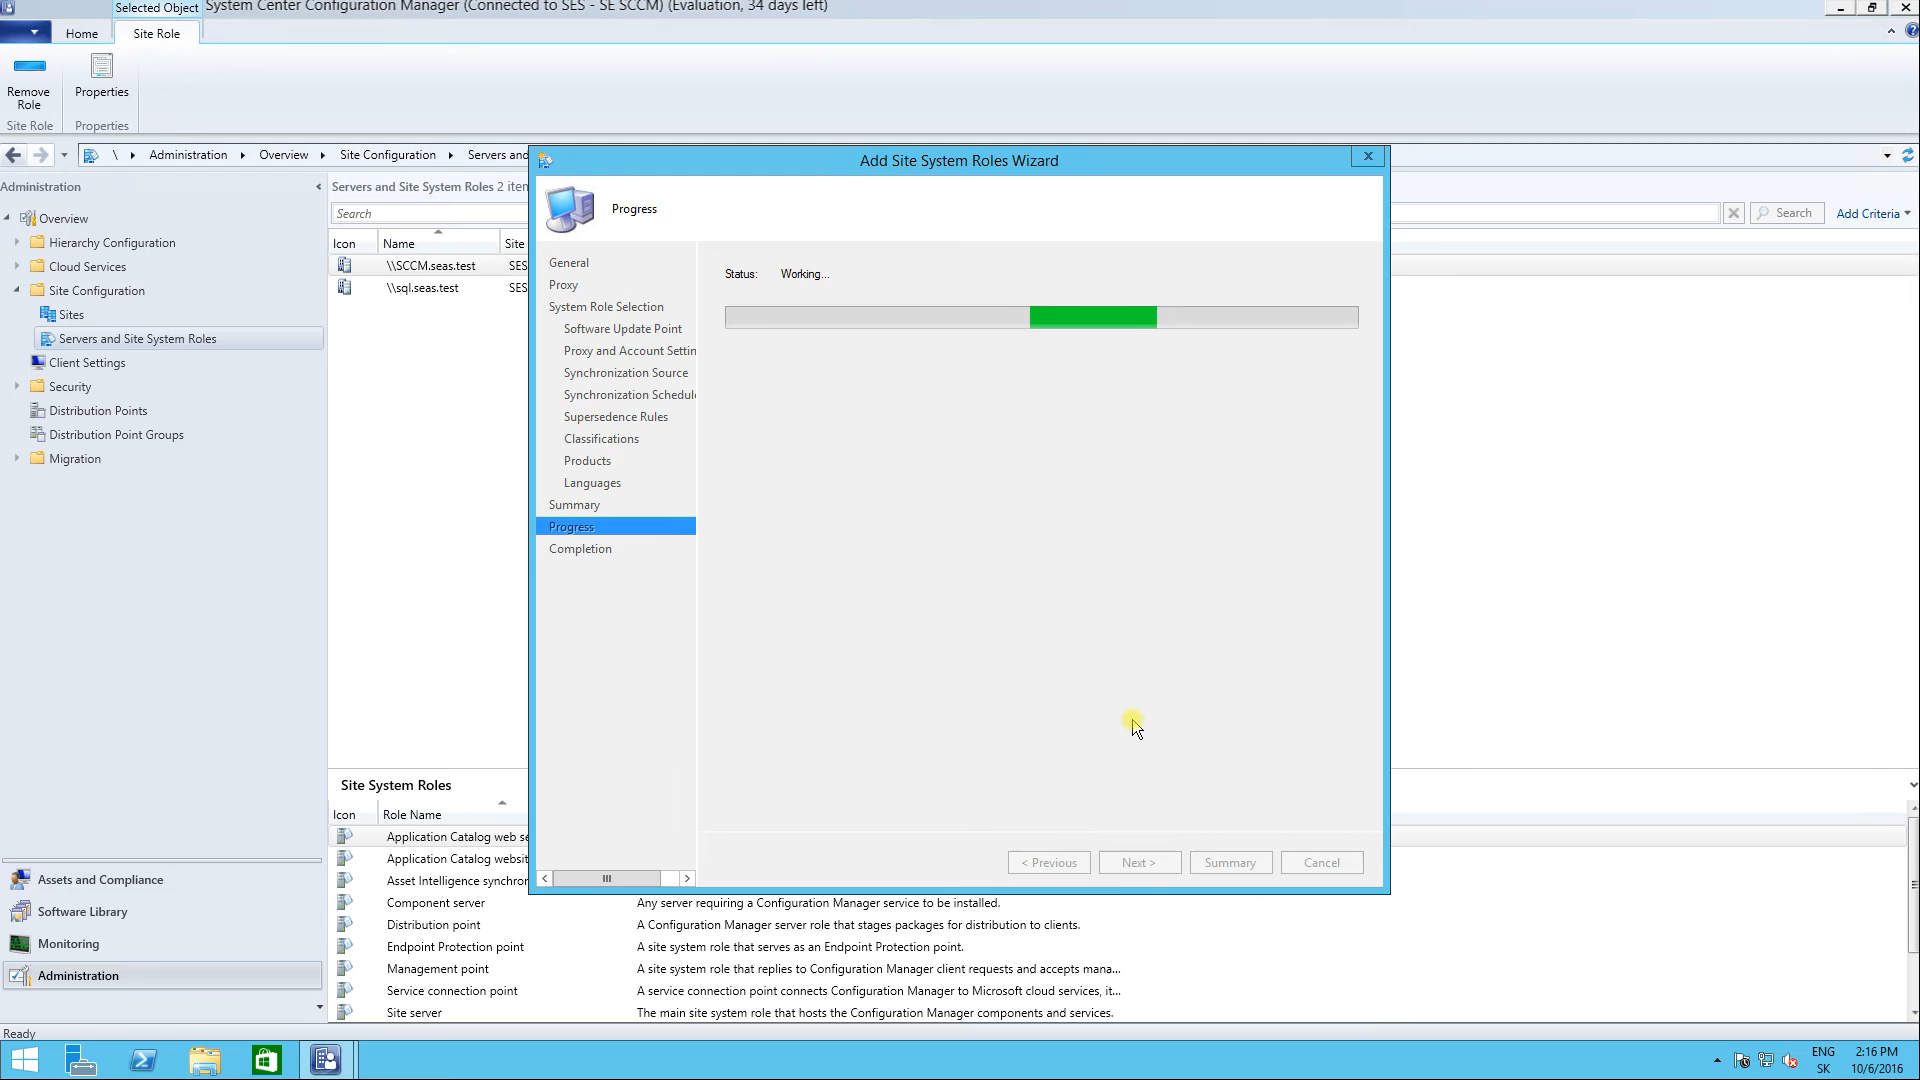 Selected Object
System Center Configuration Manager (Connected to SES - SE SCCM) (Evaluation, 34 days left)
Home
Site Role
Remove
Role
Properties
Site Role
Properties
\
Administration
Overview
Site Configuration
Servers and
Administration
Overview
Hierarchy Configuration
Cloud Services
Site Configuration
Sites
Servers and Site System Roles
Client Settings
Security
Distribution Points
Distribution Point Groups
Migration
Assets and Compliance
Software Library
Monitoring
Administration
Ready
Servers and Site System Roles 2 iten
Search
Search
Add Criteria
Icon
Name
Site
\\SCCM.seas.test
SES
\\sql.seas.test
SES
Add Site System Roles Wizard
Progress
General
Proxy
System Role Selection
Software Update Point
Proxy and Account Settin
Synchronization Source
Synchronization Schedul
Supersedence Rules
Classifications
Products
Languages
Summary
Progress
Completion
Status:
Working...
< Previous
Next >
Summary
Cancel
Site System Roles
Icon
Role Name
Application Catalog web se
Application Catalog websit
Asset Intelligence synchron
Component server
Any server requiring a Configuration Manager service to be installed.
Distribution point
A Configuration Manager server role that stages packages for distribution to clients.
Endpoint Protection point
A site system role that serves as an Endpoint Protection point.
Management point
A site system role that replies to Configuration Manager client requests and accepts mana...
Service connection point
A service connection point connects Configuration Manager to Microsoft cloud services, it...
Site server
The main site system role that hosts the Configuration Manager components and services.
ENG
SK
2:16 PM
10/6/2016